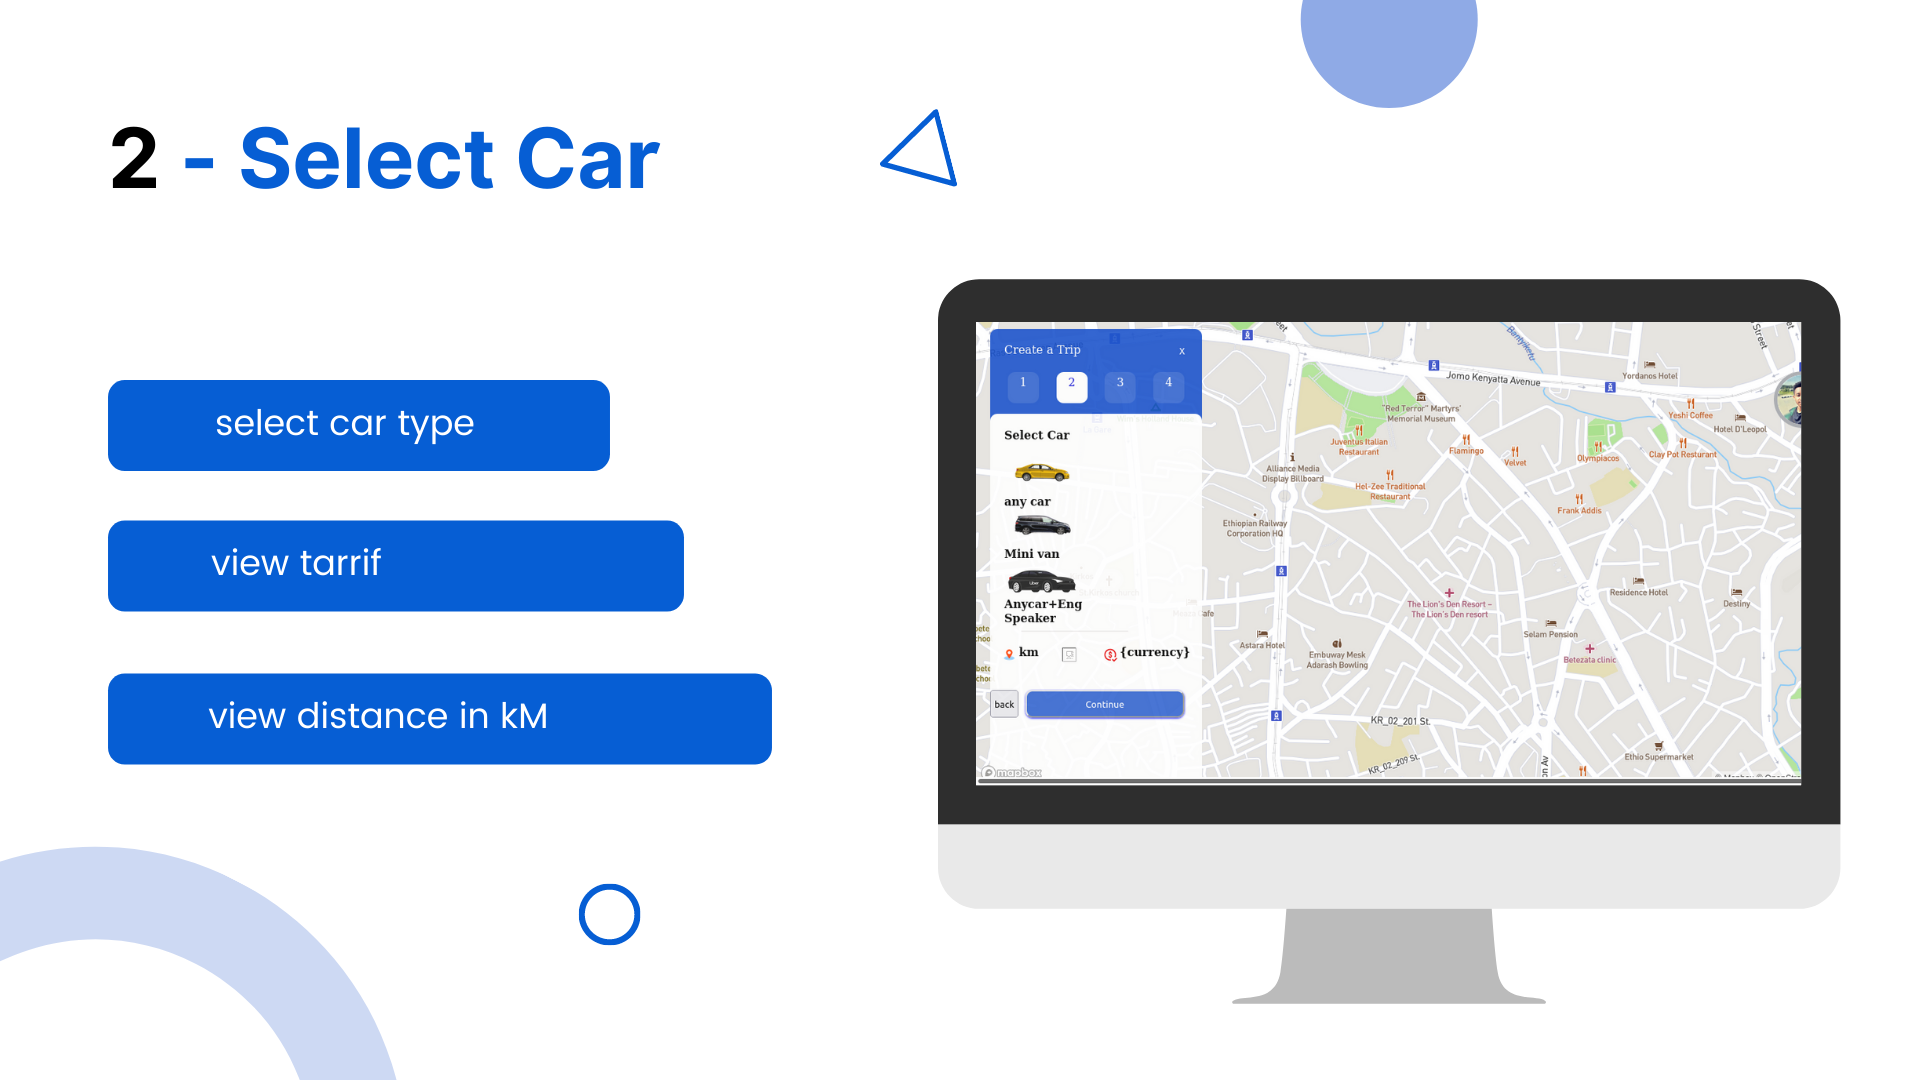 2 - Select Car
select car type
view tarrif
view distance in kM
Create a Trip
x
1
2
3
4
Select Car
any car
Mini van
Anycar+Eng
Speaker
km
{currency}
back
Continue
mapbox
Bantyiketu
Street
Jomo Kenyatta Avenue
Yordanos Hotel
"Red Terror" Martyrs'
Memorial Museum
Yeshi Coffee
Hotel D'Leopol
Juventus Italian
Restaurant
Flamingo
Velvet
Olympiacos
Clay Pot Resturant
Alliance Media
Display Billboard
Hel-Zee Traditional
Restaurant
Frank Addis
Ethiopian Railway
Corporation HQ
The Lion's Den Resort –
The Lion's Den resort
Residence Hotel
Destiny
Astara Hotel
Embuway Mesk
Adarash Bowling
Selam Pension
Betezata clinic
KR_02_201 St.
KR_02_209 St.
Ethio Supermarket